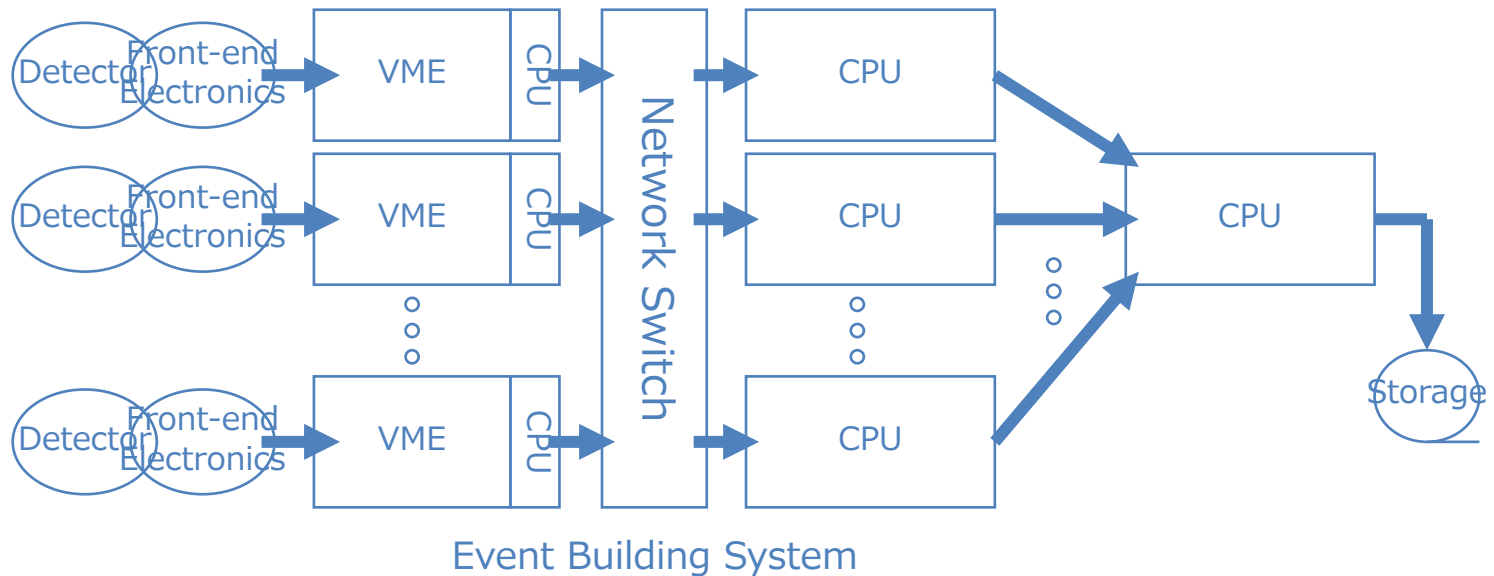 Detector
Front-end
Electronics
VME
CPU
Network Switch
CPU
Detector
Front-end
Electronics
VME
CPU
CPU
CPU
Detector
Front-end
Electronics
VME
CPU
CPU
Storage
Event Building System